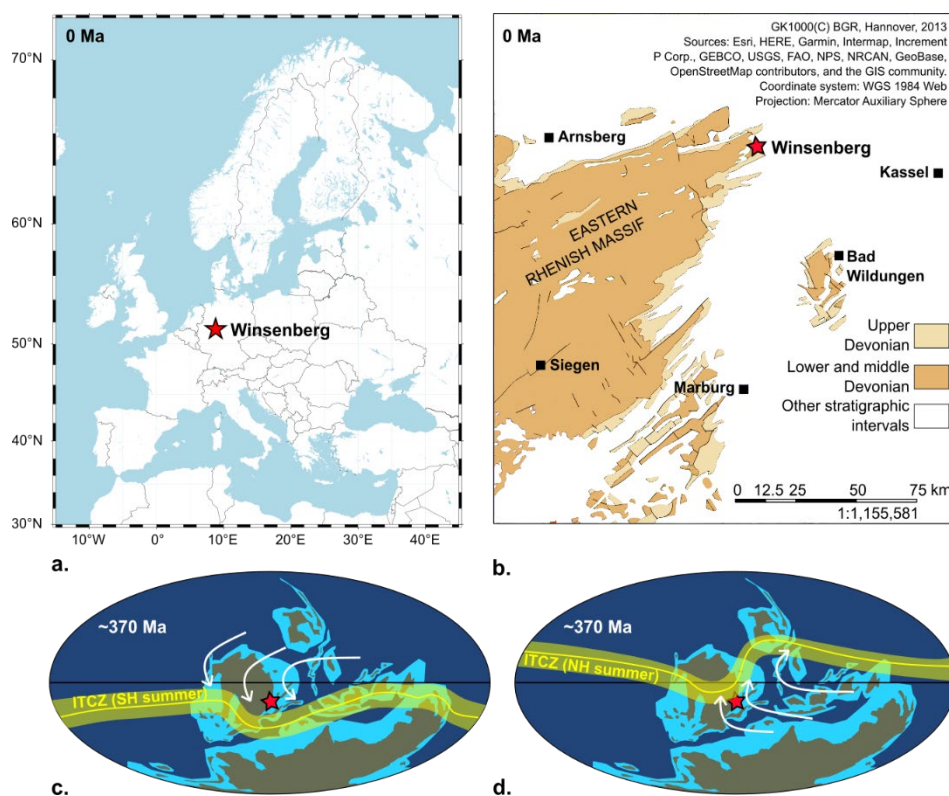 0 Ma
70°N
60°N
50°N
40°N
30°N
10°W
0°E
10°E
20°E
30°E
40°E
Winsenberg
a.
0 Ma
GK1000(C) BGR, Hannover, 2013
Sources: Esri, HERE, Garmin, Intermap, Increment
P Corp., GEBCO, USGS, FAO, NPS, NRCAN, GeoBase,
OpenStreetMap contributors, and the GIS community.
Coordinate system: WGS 1984 Web
Projection: Mercator Auxiliary Sphere
Arnsberg
Winsenberg
Kassel
EASTERN
RHENISH MASSIF
Bad
Wildungen
Siegen
Marburg
Upper
Devonian
Lower and middle
Devonian
Other stratigraphic
intervals
0 12.5 25 50 75 km
1:1,155,581
b.
~370 Ma
ITCZ (SH summer)
c.
~370 Ma
ITCZ (NH summer)
d.